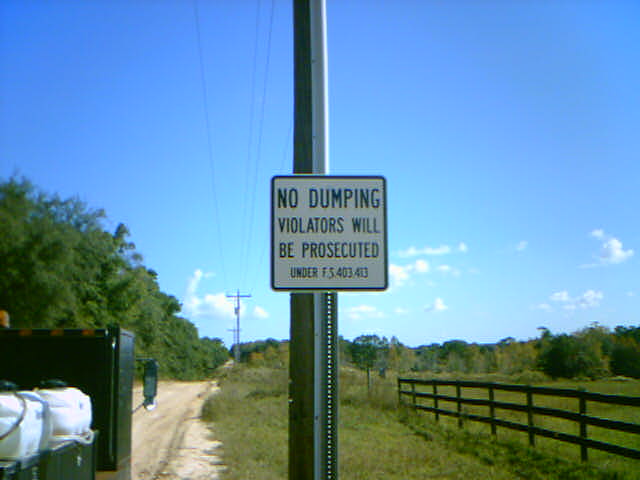 NO DUMPING
VIOLATORS WILL
BE PROSECUTED
UNDER F.S.403.413